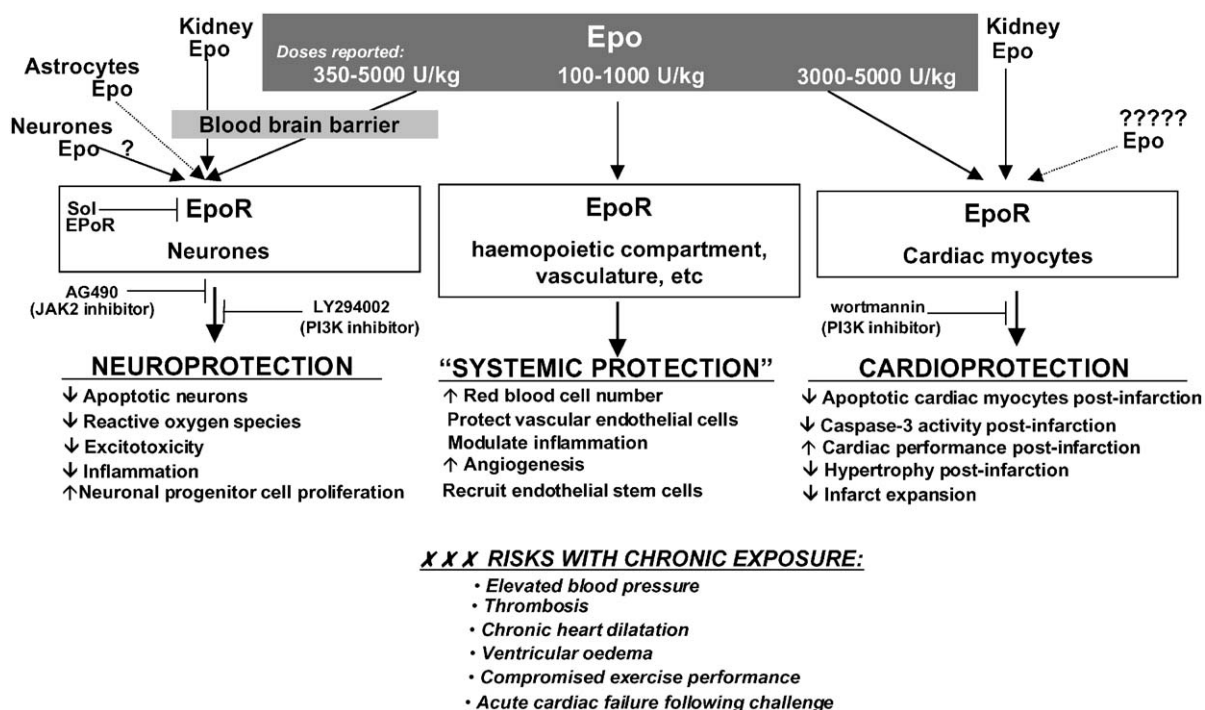 Kidney
Epo
Astrocytes
Epo
Neurones
Epo ?
Epo
Doses reported:
350-5000 U/kg
100-1000 U/kg
3000-5000 U/kg
Blood brain barrier
Kidney
Epo
?????
Epo
Sol
EPoR
EpoR
Neurones
EpoR
haemopoietic compartment,
vasculature, etc
EpoR
Cardiac myocytes
AG490
(JAK2 inhibitor)
LY294002
(PI3K inhibitor)
wortmannin
(PI3K inhibitor)
NEUROPROTECTION
↓ Apoptotic neurons
↓ Reactive oxygen species
↓ Excitotoxicity
↓ Inflammation
↑Neuronal progenitor cell proliferation
“SYSTEMIC PROTECTION”
↑ Red blood cell number
Protect vascular endothelial cells
Modulate inflammation
↑ Angiogenesis
Recruit endothelial stem cells
CARDIOPROTECTION
↓ Apoptotic cardiac myocytes post-infarction
↓ Caspase-3 activity post-infarction
↑ Cardiac performance post-infarction
↓ Hypertrophy post-infarction
↓ Infarct expansion
✗✗✗ RISKS WITH CHRONIC EXPOSURE:
• Elevated blood pressure
• Thrombosis
• Chronic heart dilatation
• Ventricular oedema
• Compromised exercise performance
• Acute cardiac failure following challenge